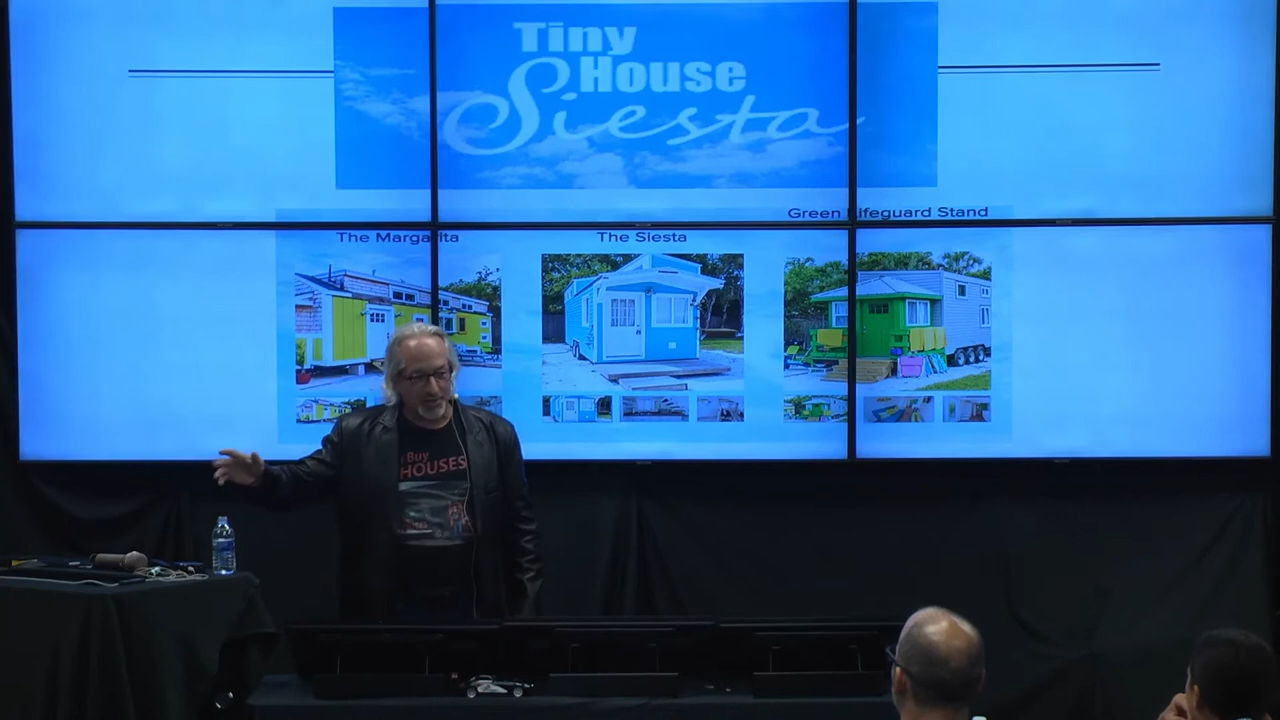 Tiny
House
Siesta
Green Lifeguard Stand
The Margarita
The Siesta
I Buy
HOUSES